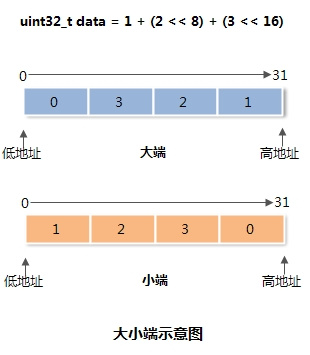 uint32_t data = 1 + (2 << 8) + (3 << 16)
0 31
0 3 2 1
低地址 大端 高地址
0 31
1 2 3 0
低地址 小端 高地址
大小端示意图